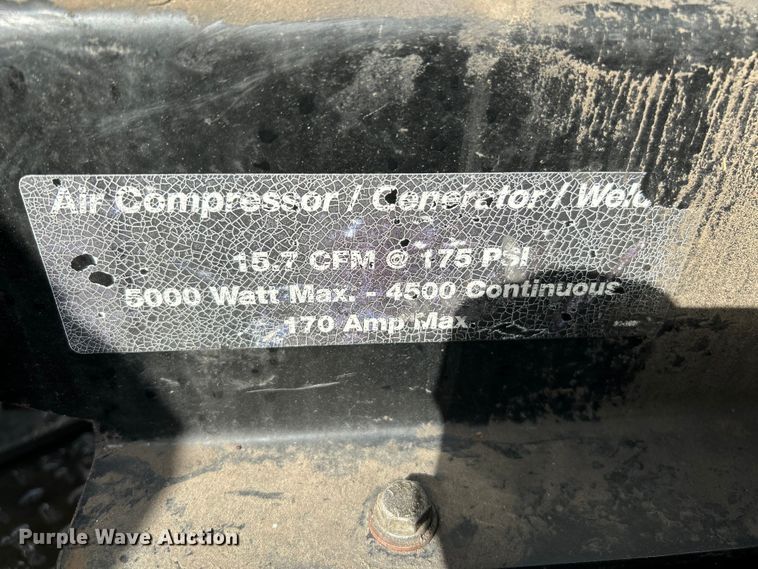 Air Compressor / Generator / Weld
15.7 CFM @ 175 PSI
5000 Watt Max. - 4500 Continuous
170 Amp Max
Purple Wave Auction